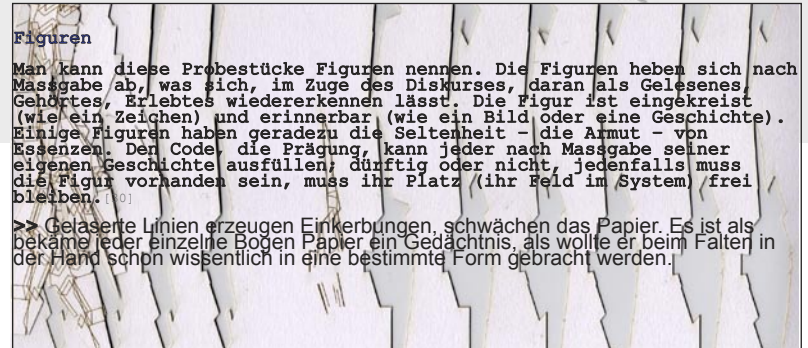 Figuren
Man kann diese Probestücke Figuren nennen. Die Figuren heben sich nach
Massgabe ab, was sich, im Zuge des Diskurses, daran als Gelesenes,
Gehörtes, Erlebtes wiedererkennen lässt. Die Figur ist eingekreist
(wie ein Zeichen) und erinnerbar (wie ein Bild oder eine Geschichte).
Einige Figuren haben geradezu die Seltenheit – die Armut – von
Essenzen. Den Code, die Prägung, kann jeder nach Massgabe seiner
eigenen Geschichte ausfüllen; dürftig oder nicht, jedenfalls muss
die Figur vorhanden sein, muss ihr Platz (ihr Feld im System) frei
bleiben.
>> Gelaserte Linien erzeugen Einkerbungen, schwächen das Papier. Es ist als
bekäme jeder einzelne Bogen Papier ein Gedächtnis, als wollte er beim Falten in
der Hand schon wissentlich in eine bestimmte Form gebracht werden.